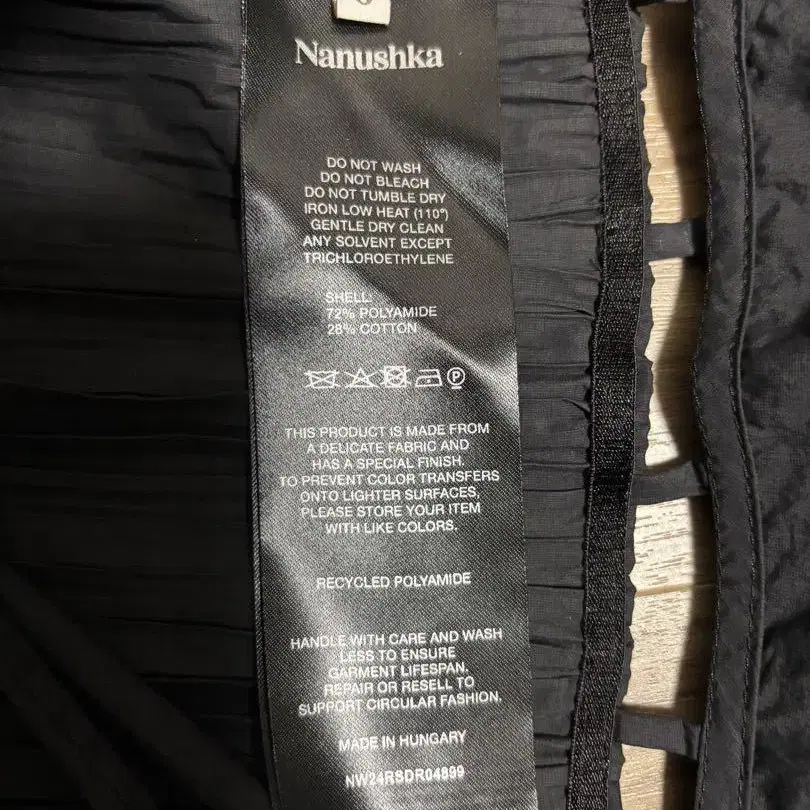 Nanushka
DO NOT WASH
DO NOT BLEACH
DO NOT TUMBLE DRY
IRON LOW HEAT (110°)
GENTLE DRY CLEAN
ANY SOLVENT EXCEPT
TRICHLOROETHYLENE
SHELL:
72% POLYAMIDE
28% COTTON
P
THIS PRODUCT IS MADE FROM
A DELICATE FABRIC AND
HAS A SPECIAL FINISH.
TO PREVENT COLOR TRANSFERS
ONTO LIGHTER SURFACES,
PLEASE STORE YOUR ITEM
WITH LIKE COLORS.
RECYCLED POLYAMIDE
HANDLE WITH CARE AND WASH
LESS TO ENSURE
GARMENT LIFESPAN.
REPAIR OR RESELL TO
SUPPORT CIRCULAR FASHION.
MADE IN HUNGARY
NW24RSDR04899